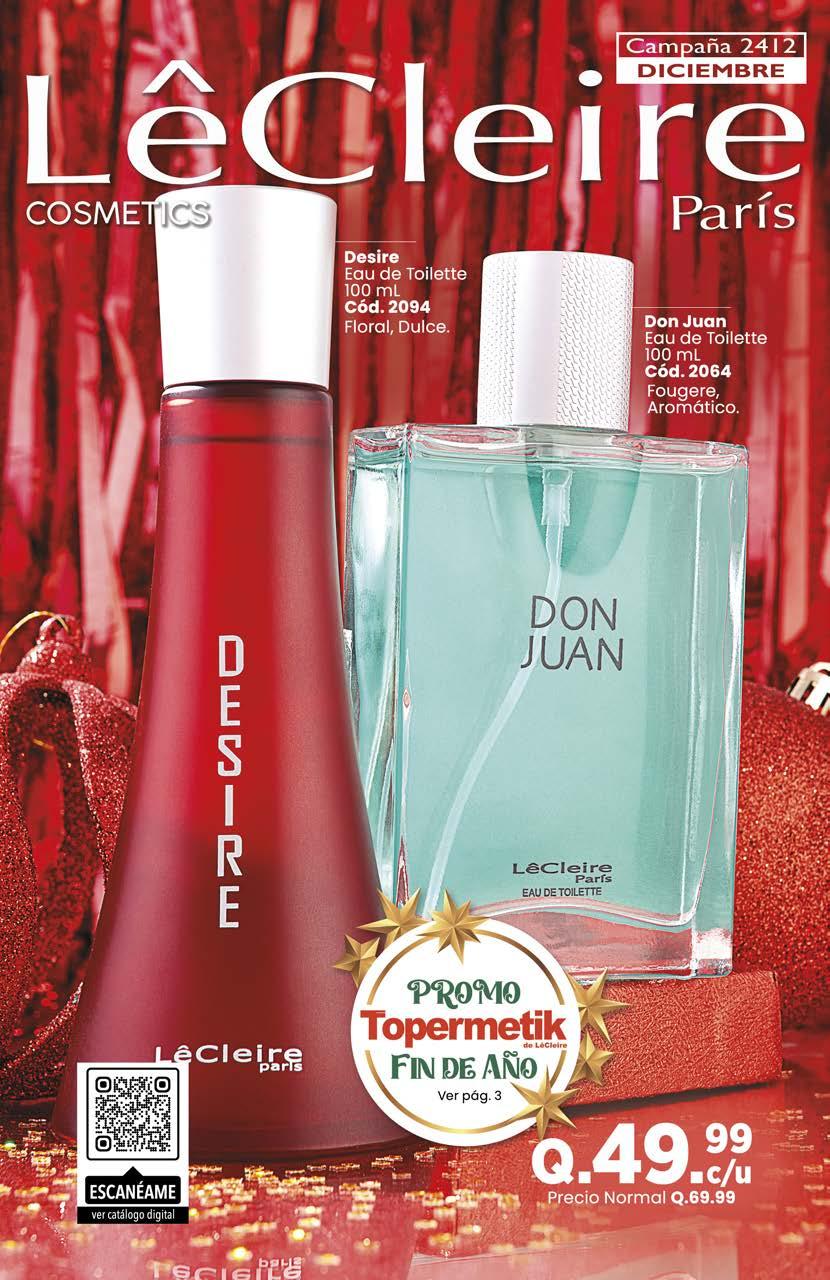 Campaña 2412
DICIEMBRE
LêCleire
COSMETICS
París
Desire
Eau de Toilette
100 mL
Cód. 2094
Floral, Dulce.
Don Juan
Eau de Toilette
100 mL
Cód. 2064
Fougere,
Aromático.
DESIRE
LêCleire
paris
DON
JUAN
LêCleire
París
EAU DE TOILETTE
PROMO
Topermetik
de LêCleire
FIN DE AÑO
Ver pág. 3
ESCANÉAME
ver catálogo digital
Q.49.99
c/u
Precio Normal Q.69.99